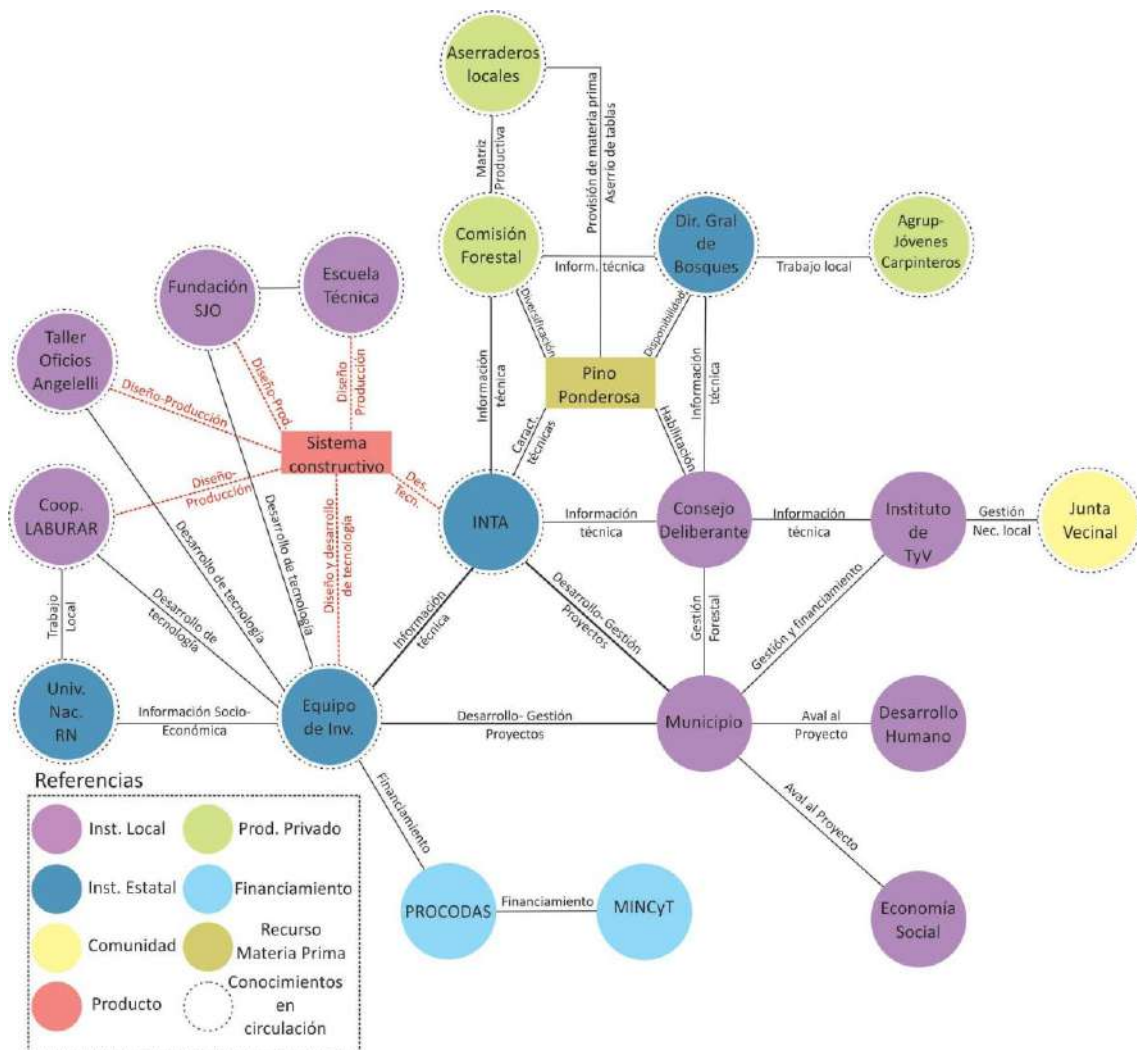 Aserraderos
locales
Matriz
Productiva
Provisión de materia prima
Aserrio de tablas
Comisión
Forestal
Inform. técnica
Dir. Gral
de
Bosques
Trabajo local
Agrup-
Jóvenes
Carpinteros
Fundación
SJO
Escuela
Técnica
Taller
Oficios
Angelelli
Diversificación
Disponibilidad
Pino
Ponderosa
Información
técnica
Información
técnica
Diseño-Producción
Diseño-Prod.
Diseño
Producción
Sistema
constructivo
Caract.
técnicas
Habilitación
Des.
Tecn.
Diseño-
Producción
Coop.
LABURAR
INTA
Información
técnica
Consejo
Deliberante
Información
técnica
Instituto
de
TyV
Gestión
Nec. local
Junta
Vecinal
Desarrollo de tecnología
Desarrollo de tecnología
Diseño y desarrollo
de tecnología
Desarrollo de
tecnología
Trabajo
Local
Información
técnica
Desarrollo- Gestión
Proyectos
Gestión
Forestal
Gestión y financiamiento
Univ.
Nac.
RN
Información Socio-
Económica
Equipo
de Inv.
Desarrollo- Gestión
Proyectos
Municipio
Aval al
Proyecto
Desarrollo
Humano
Financiamiento
Aval al Proyecto
PROCODAS
Financiamiento
MINCyT
Economía
Social
Referencias
Inst. Local
Prod. Privado
Inst. Estatal
Financiamiento
Comunidad
Recurso
Materia Prima
Producto
Conocimientos
en
circulación